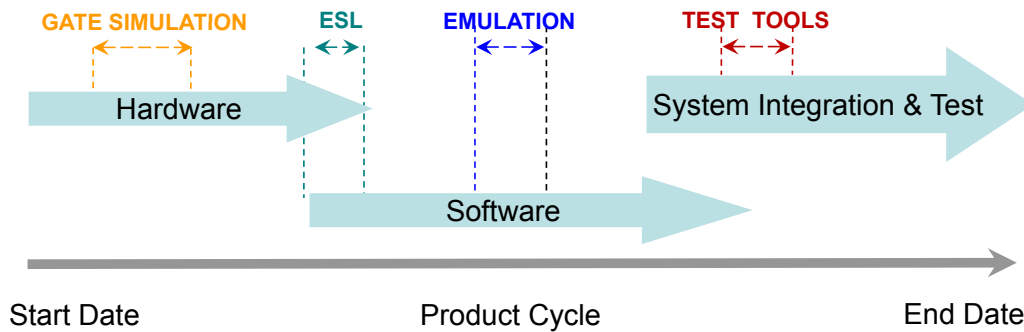 GATE SIMULATION ESL EMULATION TEST TOOLS
Hardware System Integration & Test
Software
Start Date Product Cycle End Date